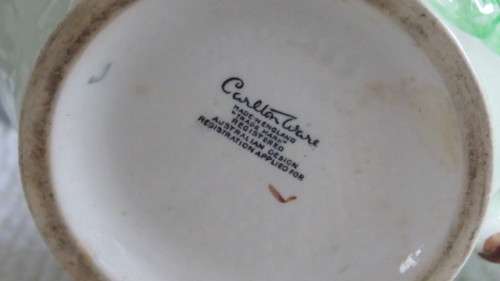 Carlton Ware
MADE IN ENGLAND
"TRADE MARK"
REGISTERED
AUSTRALIAN DESIGN
REGISTRATION APPLIED FOR